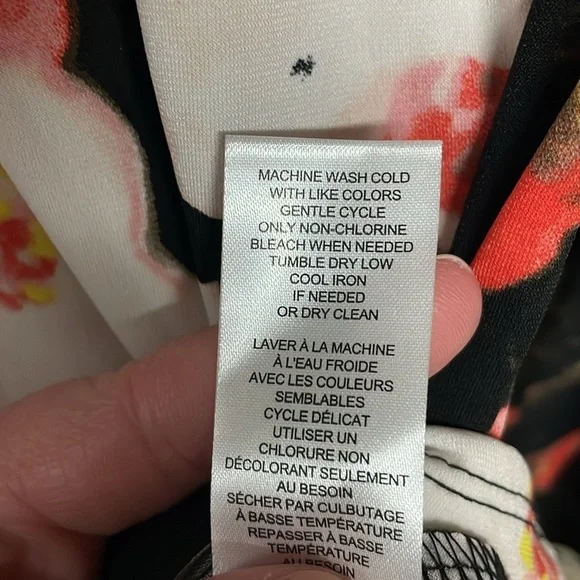 MACHINE WASH COLD
WITH LIKE COLORS
GENTLE CYCLE
ONLY NON-CHLORINE
BLEACH WHEN NEEDED
TUMBLE DRY LOW
COOL IRON
IF NEEDED
OR DRY CLEAN
LAVER À LA MACHINE
À L'EAU FROIDE
AVEC LES COULEURS
SEMBLABLES
CYCLE DÉLICAT
UTILISER UN
CHLORURE NON
DÉCOLORANT SEULEMENT
AU BESOIN
SÉCHER PAR CULBUTAGE
À BASSE TEMPÉRATURE
REPASSER À BASSE
TEMPÉRATURE
AU BESOIN